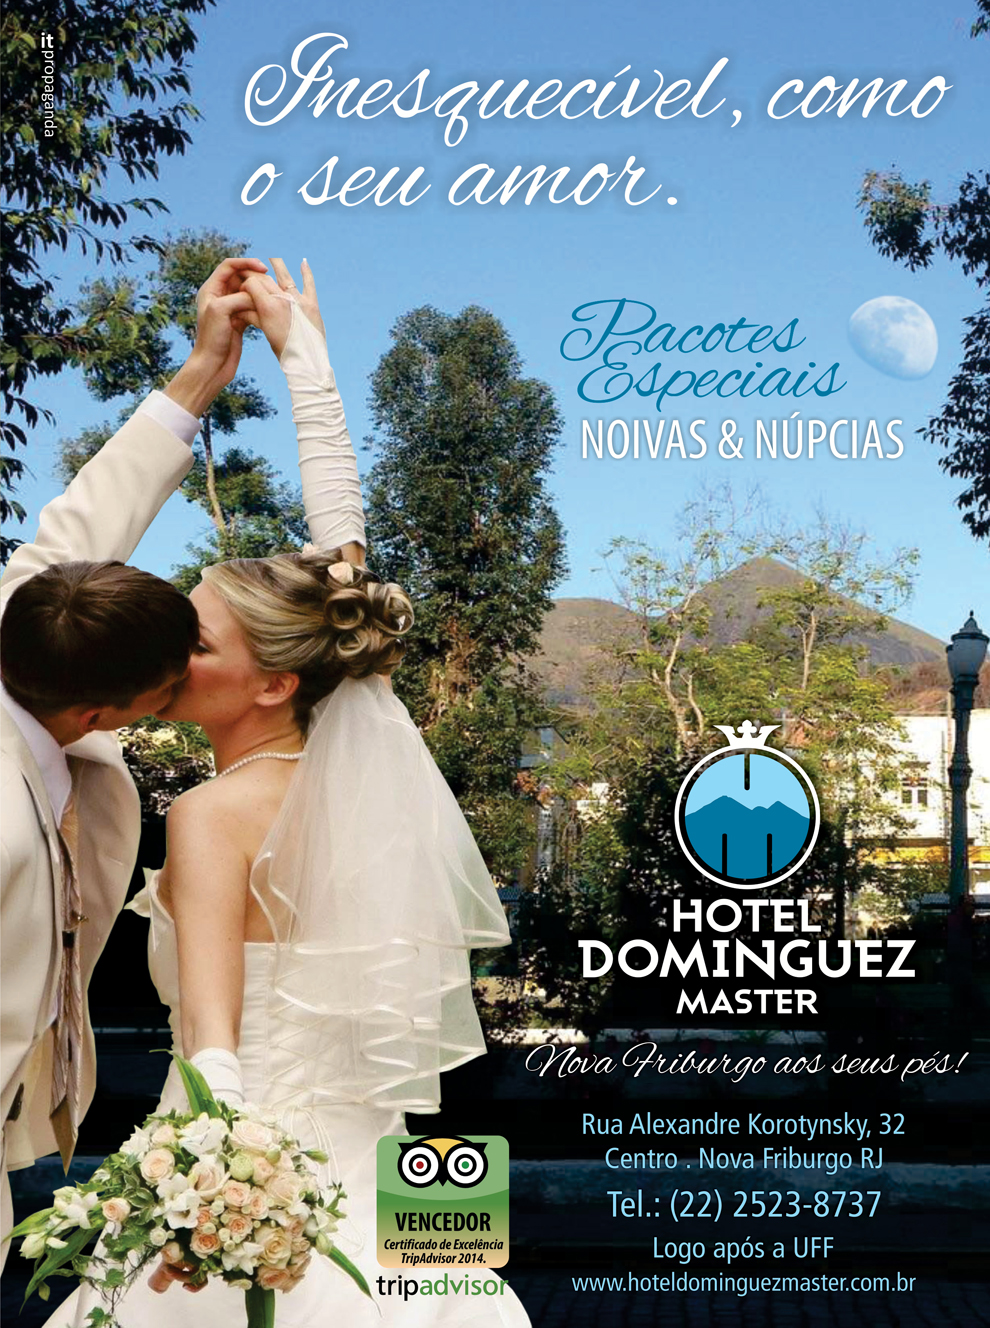 it propaganda
Inesquecível, como
o seu amor.
Pacotes
Especiais
NOIVAS & NÚPCIAS
HOTEL
DOMINGUEZ
MASTER
Nova Friburgo aos seus pés!
Rua Alexandre Korotynsky, 32
Centro . Nova Friburgo RJ
Tel.: (22) 2523-8737
Logo após a UFF
www.hoteldominguezmaster.com.br
VENCEDOR
Certificado de Excelência
TripAdvisor 2014.
tripadvisor